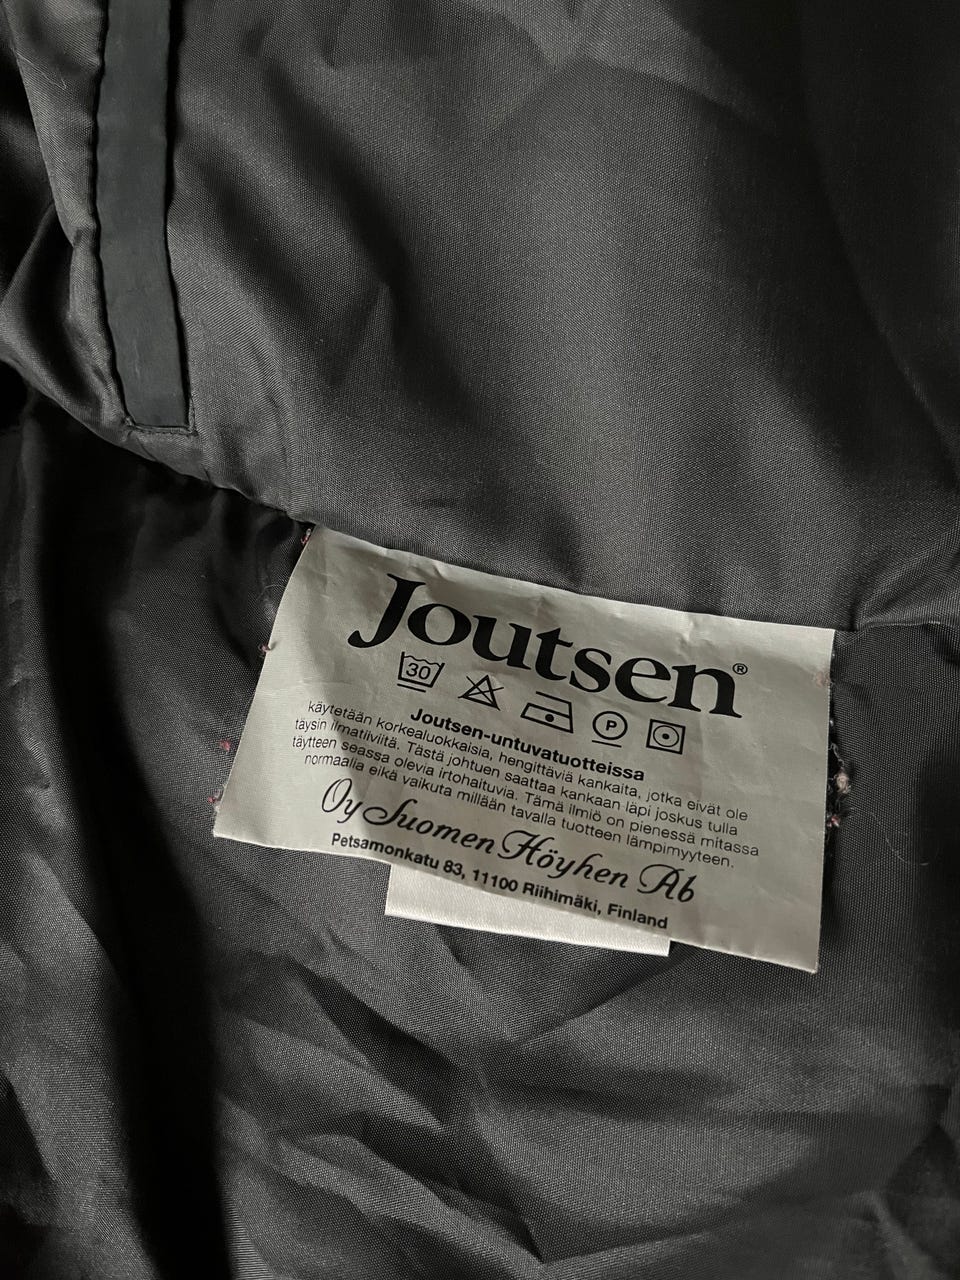 Joutsen®
30 P
Joutsen-untuvatuotteissa
käytetään korkealuokkaisia, hengittäviä kankaita, jotka eivät ole
täysin ilmatiiviitä. Tästä johtuen saattaa kankaan läpi joskus tulla
täytteen seassa olevia irtohaituvia. Tämä ilmiö on pienessä mitassa
normaalia eikä vaikuta millään tavalla tuotteen lämpimyyteen.
Oy Suomen Höyhen Ab
Petsamonkatu 83, 11100 Riihimäki, Finland